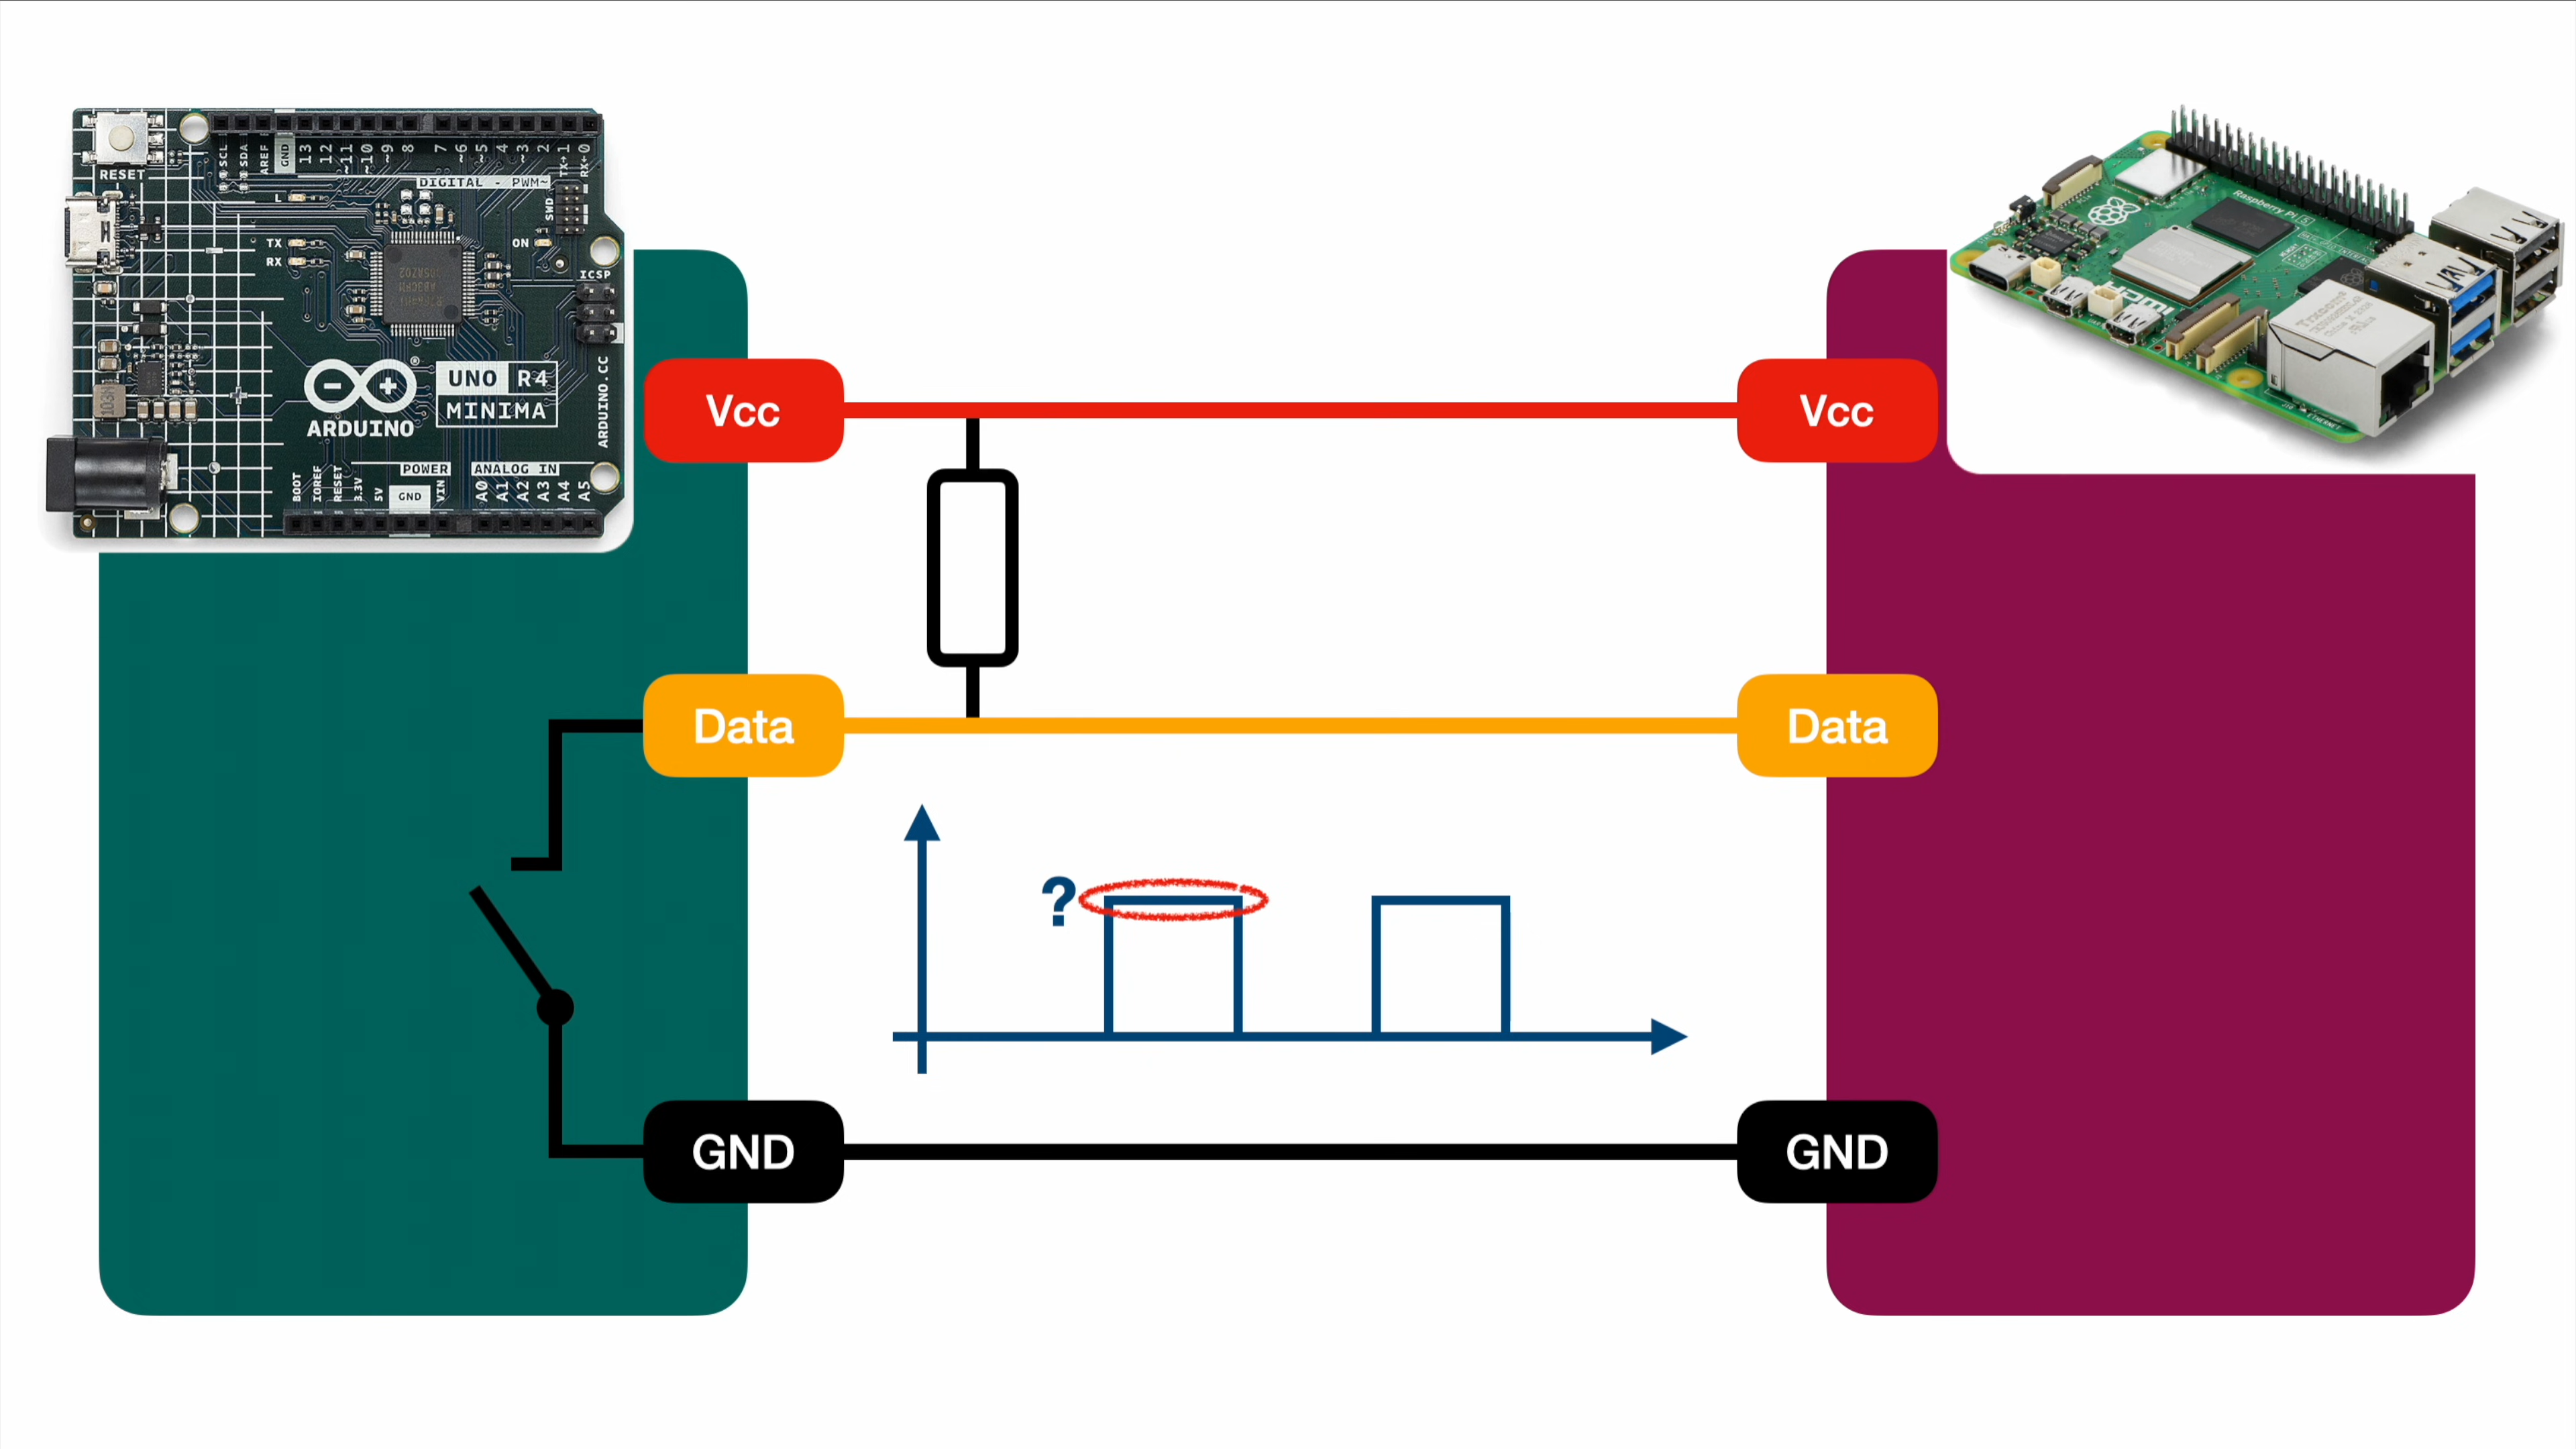 RESET
SCL
SDA
AREF
GND
13
12
~11
~10
~9
8
7
~6
~5
4
~3
2
TX→1
RX←0
DIGITAL - PWM~
L
TX
RX
SWD
ON
ICSP
ARDUINO
UNO R4
MINIMA
ARDUINO.CC
POWER
ANALOG IN
BOOT
IOREF
RESET
3.3V
5V
GND
VIN
A0
A1
A2
A3
A4
A5
Raspberry Pi 5
Vcc
Vcc
Data
Data
?
GND
GND